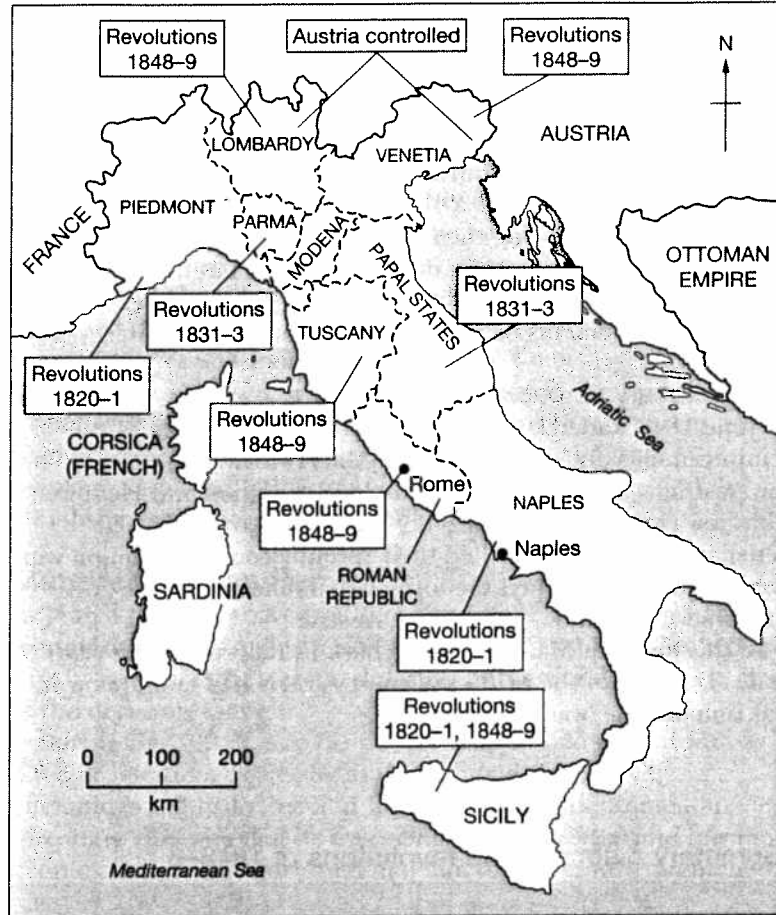 Revolutions
1848–9
Austria controlled
Revolutions
1848–9
N
LOMBARDY
VENETIA
AUSTRIA
FRANCE
PIEDMONT
PARMA
MODENA
PAPAL STATES
OTTOMAN
EMPIRE
Revolutions
1831–3
Revolutions
1831–3
TUSCANY
Revolutions
1820–1
Adriatic Sea
Revolutions
1848–9
CORSICA
(FRENCH)
Rome
Revolutions
1848–9
NAPLES
Naples
ROMAN
REPUBLIC
SARDINIA
Revolutions
1820–1
Revolutions
1820–1, 1848–9
0 100 200
km
SICILY
Mediterranean Sea